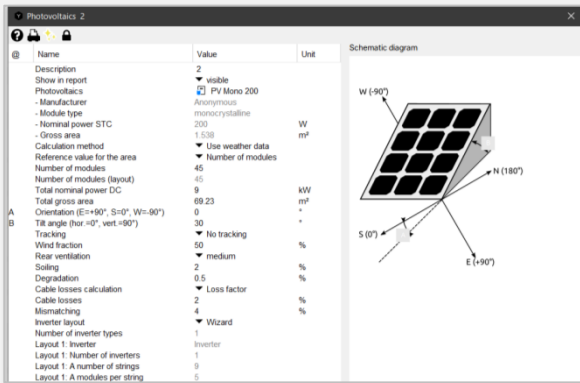 Photovoltaics 2
@ Name Value Unit
Description 2
Show in report visible
Photovoltaics PV Mono 200
- Manufacturer Anonymous
- Module type monocrystalline
- Nominal power STC 200 W
- Gross area 1.538 m²
Calculation method Use weather data
Reference value for the area Number of modules
Number of modules 45
Number of modules (layout) 45
Total nominal power DC 9 kW
Total gross area 69.23 m²
A Orientation (E=+90°, S=0°, W=-90°) 0 °
B Tilt angle (hor.=0°, vert.=90°) 30 °
Tracking No tracking
Wind fraction 50 %
Rear ventilation medium
Soiling 2 %
Degradation 0.5 %
Cable losses calculation Loss factor
Cable losses 2 %
Mismatching 4 %
Inverter layout Wizard
Number of inverter types 1
Layout 1: Inverter Inverter
Layout 1: Number of inverters 1
Layout 1: A number of strings 9
Layout 1: A modules per string 5
Schematic diagram
W (-90°)
N (180°)
S (0°)
E (+90°)